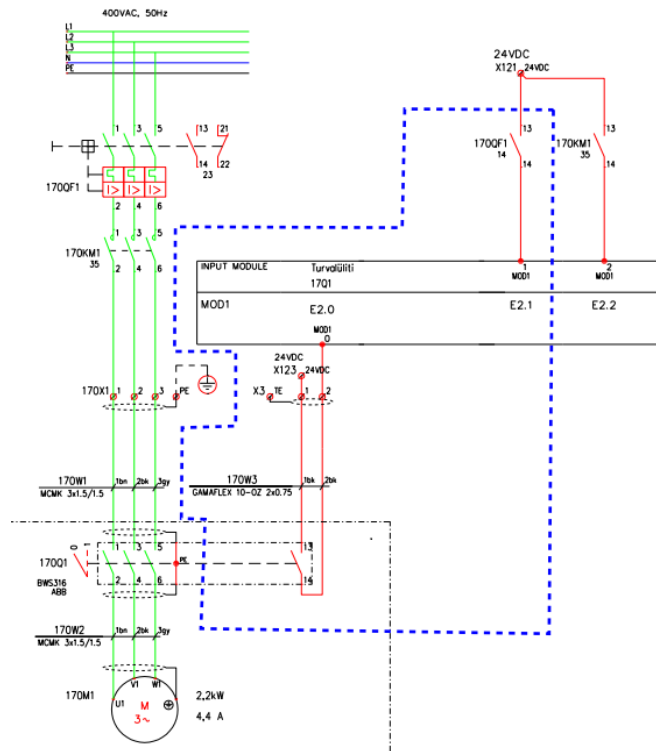 400VAC, 50Hz
L1
L2
L3
N
PE
24VDC
X121 24VDC
1 3 5 13 21
14 22
23
170QF1
2 4 6
13 13
170QF1 170KM1
14 35
14 14
1 3 5
170KM1
35
2 4 6
INPUT MODULE Turvalüliti 1 2
17Q1 MOD1 MOD1
MOD1 E2.0 E2.1 E2.2
MOD1
0
24VDC
X123 24VDC
170X1 1 2 3 PE X3 TE 1 2
170W1 1bn 2bk 3gy 170W3 1bk 2bk
MCMK 3x1.5/1.5 GAMAFLEX 10-OZ 2x0.75
0 1 1 3 5 13
170Q1 PE
2 4 6 14
BWS316
ABB
170W2 1bn 2bk 3gy
MCMK 3x1.5/1.5
U1 V1 W1
170M1 M 2,2kW
3~ 4,4 A